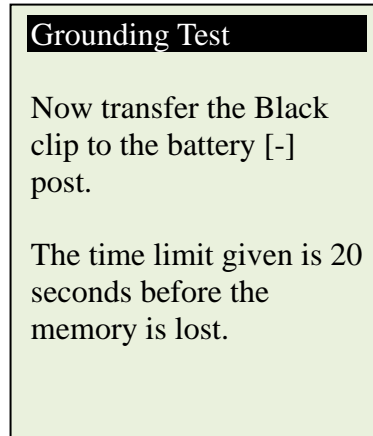 Grounding Test
Now transfer the Black
clip to the battery [-]
post.
The time limit given is 20
seconds before the
memory is lost.